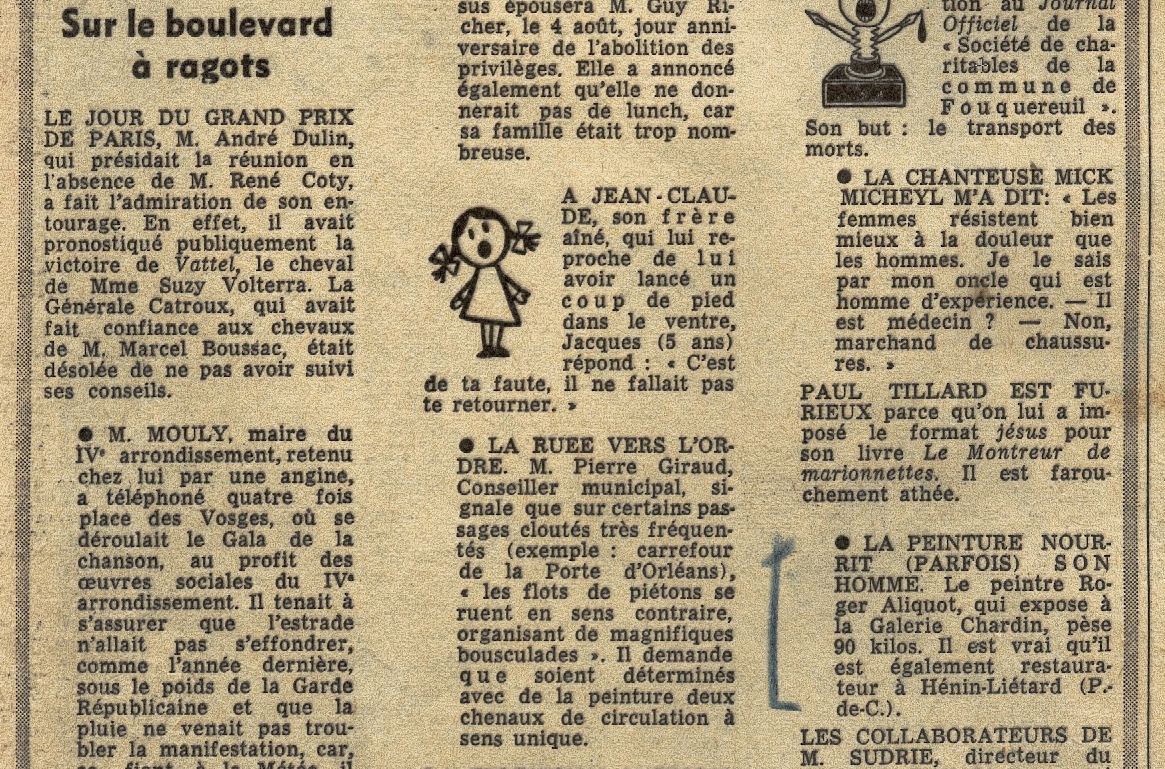 Sur le boulevard
à ragots
LE JOUR DU GRAND PRIX
DE PARIS, M. André Dulin,
qui présidait la réunion en
l'absence de M. René Coty,
a fait l'admiration de son en-
tourage. En effet, il avait
pronostiqué publiquement la
victoire de Vattel, le cheval
de Mme Suzy Volterra. La
Générale Catroux, qui avait
fait confiance aux chevaux
de M. Marcel Boussac, était
désolée de ne pas avoir suivi
ses conseils.
● M. MOULY, maire du
IVe arrondissement, retenu
chez lui par une angine,
a téléphoné quatre fois
place des Vosges, où se
déroulait le Gala de la
chanson, au profit des
œuvres sociales du IVe
arrondissement. Il tenait à
s'assurer que l'estrade
n'allait pas s'effondrer,
comme l'année dernière,
sous le poids de la Garde
Républicaine et que la
pluie ne venait pas trou-
bler la manifestation, car,
se fiant à la Météo, il
sus épousera M. Guy Ri-
cher, le 4 août, jour anni-
versaire de l'abolition des
privilèges. Elle a annoncé
également qu'elle ne don-
nerait pas de lunch, car
sa famille était trop nom-
breuse.
A JEAN-CLAU-
DE, son frère
aîné, qui lui re-
proche de lui
avoir lancé un
coup de pied
dans le ventre,
Jacques (5 ans)
répond : « C'est
de ta faute, il ne fallait pas
te retourner. »
● LA RUEE VERS L'OR-
DRE. M. Pierre Giraud,
Conseiller municipal, si-
gnale que sur certains pas-
sages cloutés très fréquen-
tés (exemple : carrefour
de la Porte d'Orléans),
« les flots de piétons se
ruent en sens contraire,
organisant de magnifiques
bousculades ». Il demande
que soient déterminés
avec de la peinture deux
chenaux de circulation à
sens unique.
tion au Journal
Officiel de la
« Société de cha-
ritables de la
commune de
Fouquereuil ».
Son but : le transport des
morts.
● LA CHANTEUSE MICK
MICHEYL M'A DIT: « Les
femmes résistent bien
mieux à la douleur que
les hommes. Je le sais
par mon oncle qui est
homme d'expérience. — Il
est médecin ? — Non,
marchand de chaussu-
res. »
PAUL TILLARD EST FU-
RIEUX parce qu'on lui a im-
posé le format jésus pour
son livre Le Montreur de
marionnettes. Il est farou-
chement athée.
● LA PEINTURE NOUR-
RIT (PARFOIS) SON
HOMME. Le peintre Ro-
ger Aliquot, qui expose à
la Galerie Chardin, pèse
90 kilos. Il est vrai qu'il
est également restaura-
teur à Hénin-Liétard (P.-
de-C.).
LES COLLABORATEURS DE
M. SUDRIE, directeur du